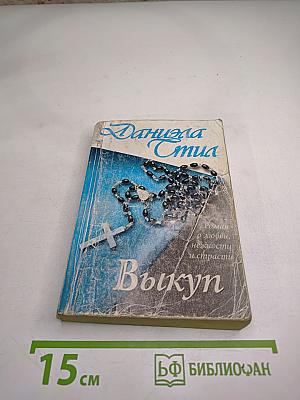 Даниэла
Стил
Роман
о любви,
нежности
и страсти
Выкуп
15 см
БФ БИБЛИОФАН